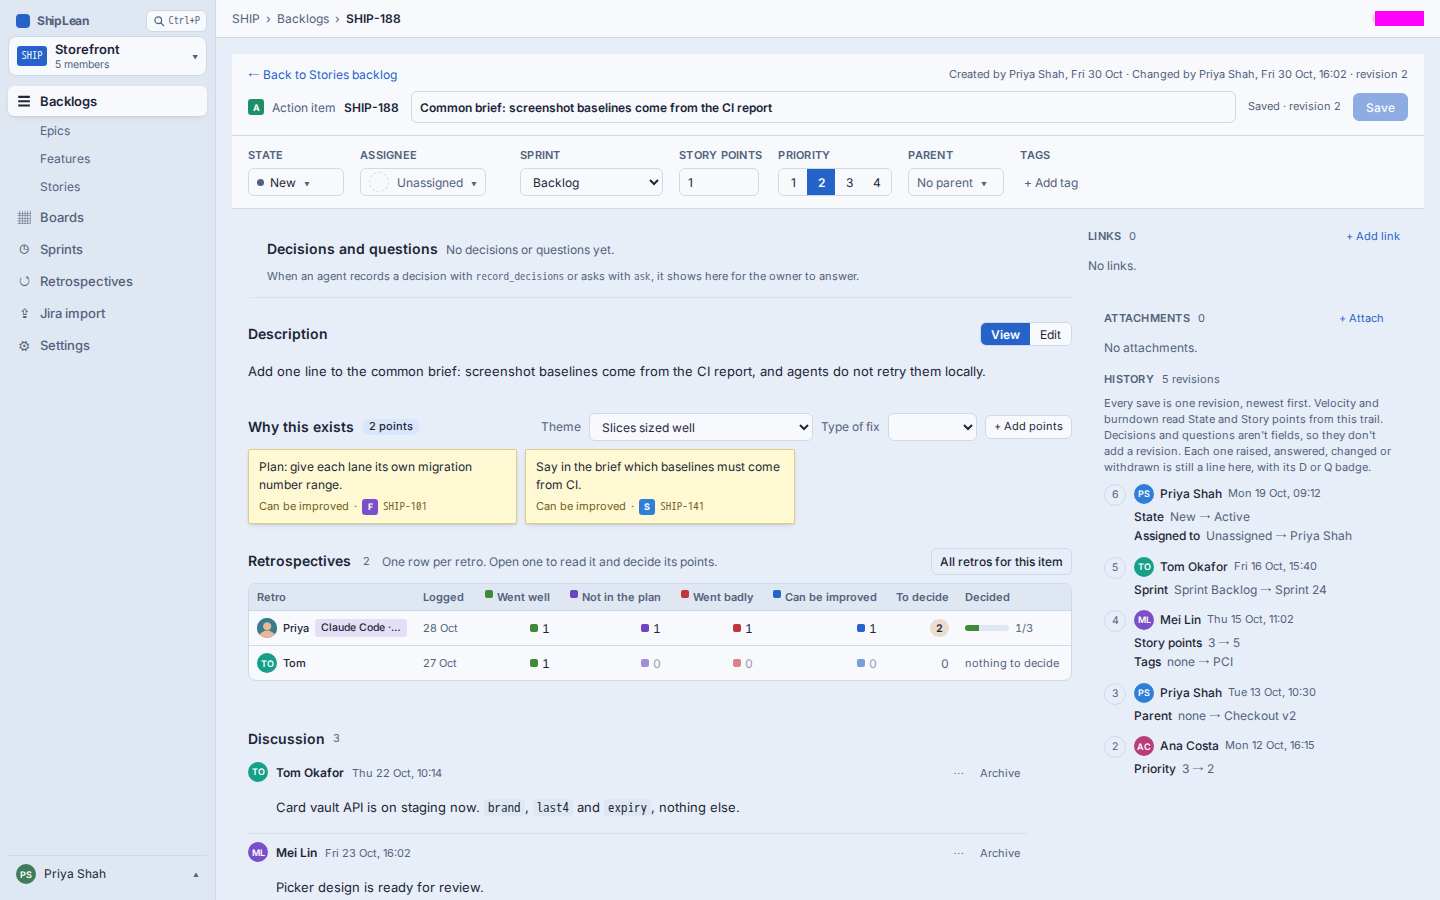 ShipLean
Ctrl+P
SHIP
Storefront
5 members
Backlogs
Epics
Features
Stories
Boards
Sprints
Retrospectives
Jira import
Settings
PS Priya Shah
SHIP › Backlogs › SHIP-188
← Back to Stories backlog
Created by Priya Shah, Fri 30 Oct · Changed by Priya Shah, Fri 30 Oct, 16:02 · revision 2
A Action item SHIP-188 Common brief: screenshot baselines come from the CI report Saved · revision 2 Save
STATE ASSIGNEE SPRINT STORY POINTS PRIORITY PARENT TAGS
New Unassigned Backlog 1 1 2 3 4 No parent + Add tag
Decisions and questions No decisions or questions yet.
When an agent records a decision with record_decisions or asks with ask, it shows here for the owner to answer.
Description View Edit
Add one line to the common brief: screenshot baselines come from the CI report, and agents do not retry them locally.
Why this exists 2 points Theme Slices sized well Type of fix + Add points
Plan: give each lane its own migration
number range.
Can be improved · F SHIP-101
Say in the brief which baselines must come
from CI.
Can be improved · S SHIP-141
Retrospectives 2 One row per retro. Open one to read it and decide its points. All retros for this item
Retro Logged Went well Not in the plan Went badly Can be improved To decide Decided
Priya Claude Code ·... 28 Oct 1 1 1 1 2 1/3
TO Tom 27 Oct 1 0 0 0 0 nothing to decide
Discussion 3
TO Tom Okafor Thu 22 Oct, 10:14 ... Archive
Card vault API is on staging now. brand, last4 and expiry, nothing else.
ML Mei Lin Fri 23 Oct, 16:02 ... Archive
Picker design is ready for review.
LINKS 0 + Add link
No links.
ATTACHMENTS 0 + Attach
No attachments.
HISTORY 5 revisions
Every save is one revision, newest first. Velocity and
burndown read State and Story points from this trail.
Decisions and questions aren't fields, so they don't
add a revision. Each one raised, answered, changed or
withdrawn is still a line here, with its D or Q badge.
6 PS Priya Shah Mon 19 Oct, 09:12
State New → Active
Assigned to Unassigned → Priya Shah
5 TO Tom Okafor Fri 16 Oct, 15:40
Sprint Sprint Backlog → Sprint 24
4 ML Mei Lin Thu 15 Oct, 11:02
Story points 3 → 5
Tags none → PCI
3 PS Priya Shah Tue 13 Oct, 10:30
Parent none → Checkout v2
2 AC Ana Costa Mon 12 Oct, 16:15
Priority 3 → 2